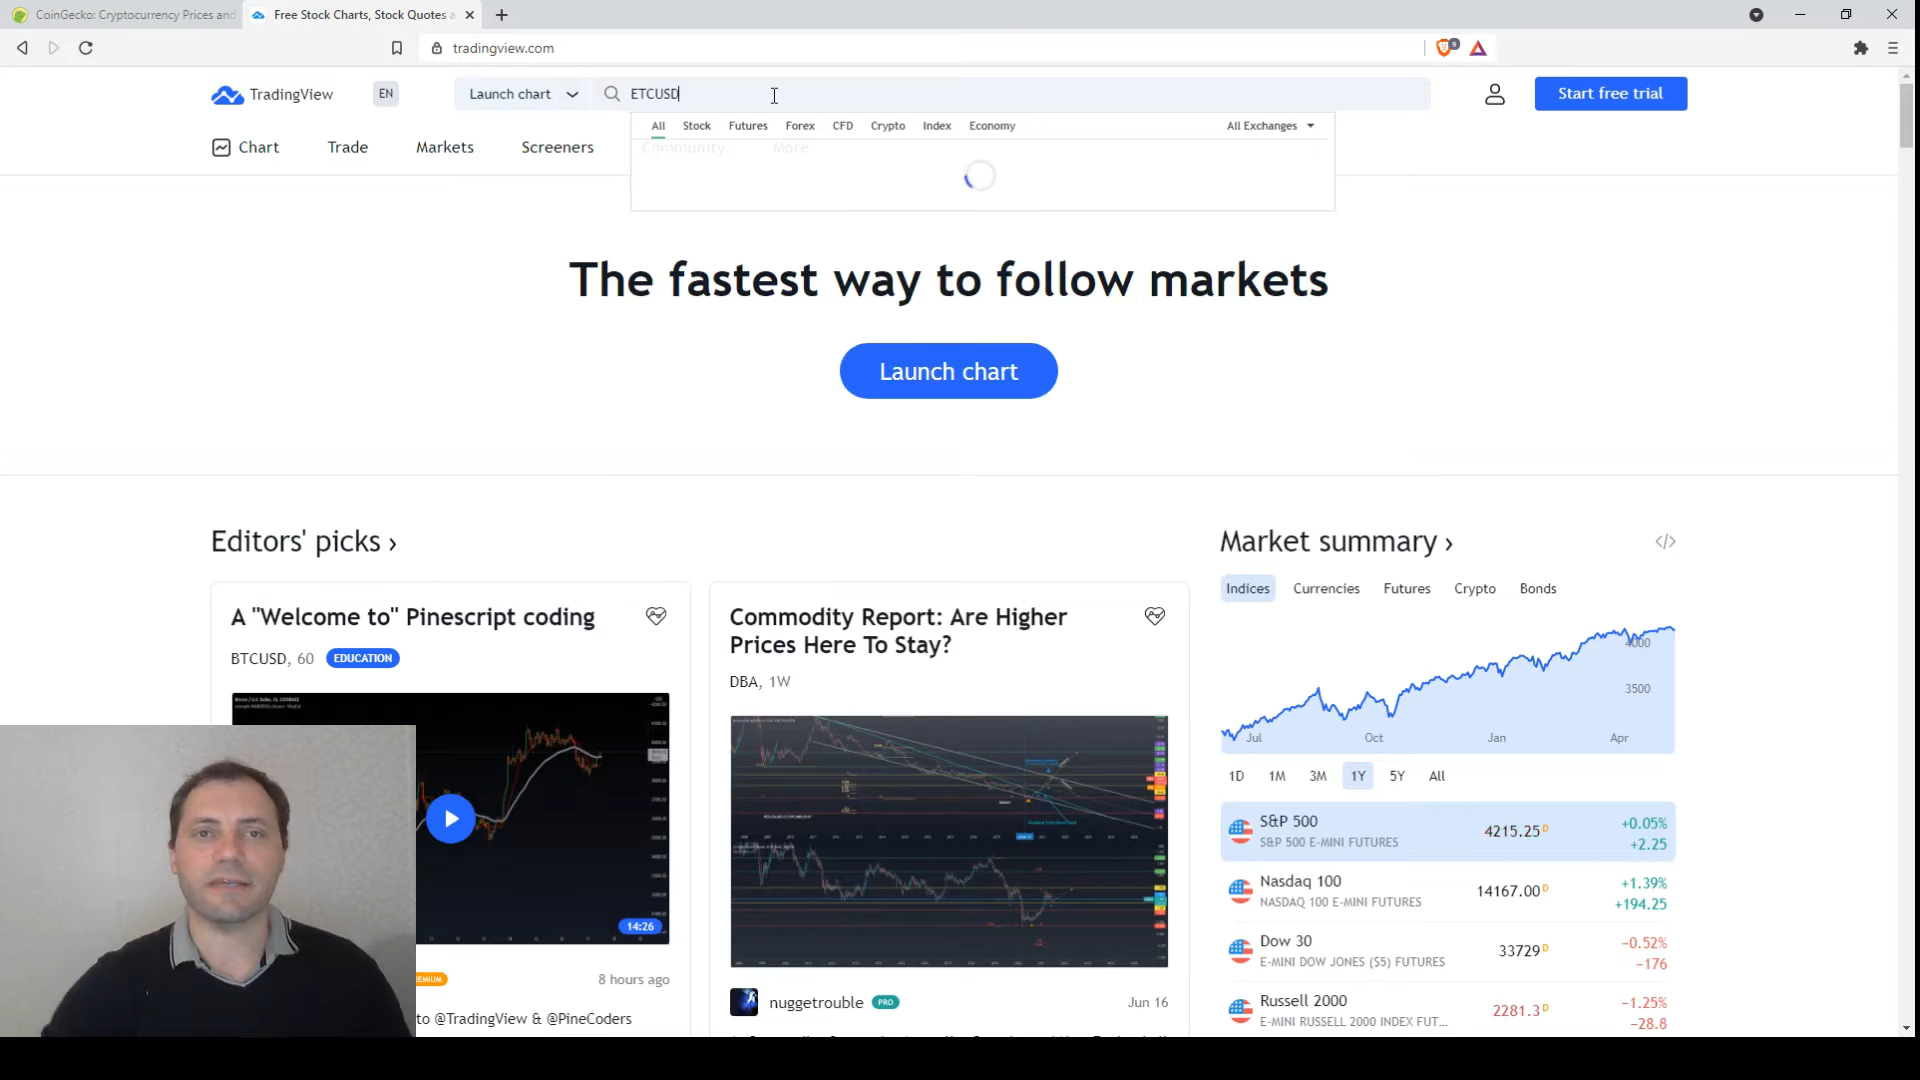 CoinGecko: Cryptocurrency Prices and
Free Stock Charts, Stock Quotes a
tradingview.com
9
TradingView
EN
Launch chart
ETCUSD
Start free trial
All Stock Futures Forex CFD Crypto Index Economy All Exchanges
Chart Trade Markets Screeners Community More
The fastest way to follow markets
Launch chart
Editors' picks ›
Market summary ›
</>
Indices Currencies Futures Crypto Bonds
A "Welcome to" Pinescript coding
BTCUSD, 60 EDUCATION
14:26
8 hours ago
to @TradingView & @PineCoders
Commodity Report: Are Higher
Prices Here To Stay?
DBA, 1W
nuggetrouble PRO Jun 16
4000
3500
Jul Oct Jan Apr
1D 1M 3M 1Y 5Y All
S&P 500 4215.25 D +0.05%
S&P 500 E-MINI FUTURES +2.25
Nasdaq 100 14167.00 D +1.39%
NASDAQ 100 E-MINI FUTURES +194.25
Dow 30 33729 D −0.52%
E-MINI DOW JONES ($5) FUTURES −176
Russell 2000 2281.3 D −1.25%
E-MINI RUSSELL 2000 INDEX FUT... −28.8